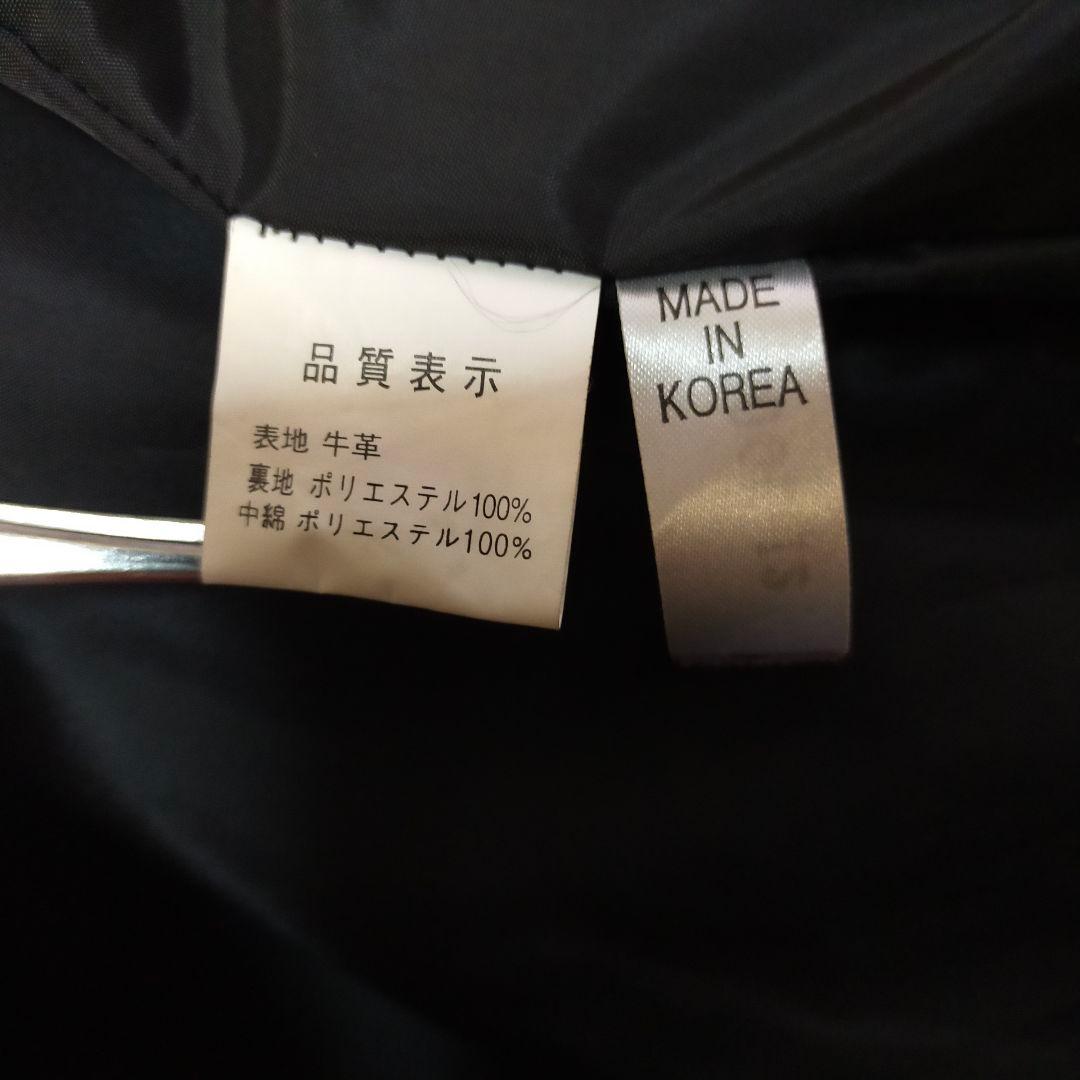 品質表示
表地 牛革
裏地 ポリエステル100%
中綿 ポリエステル100%
MADE
IN
KOREA